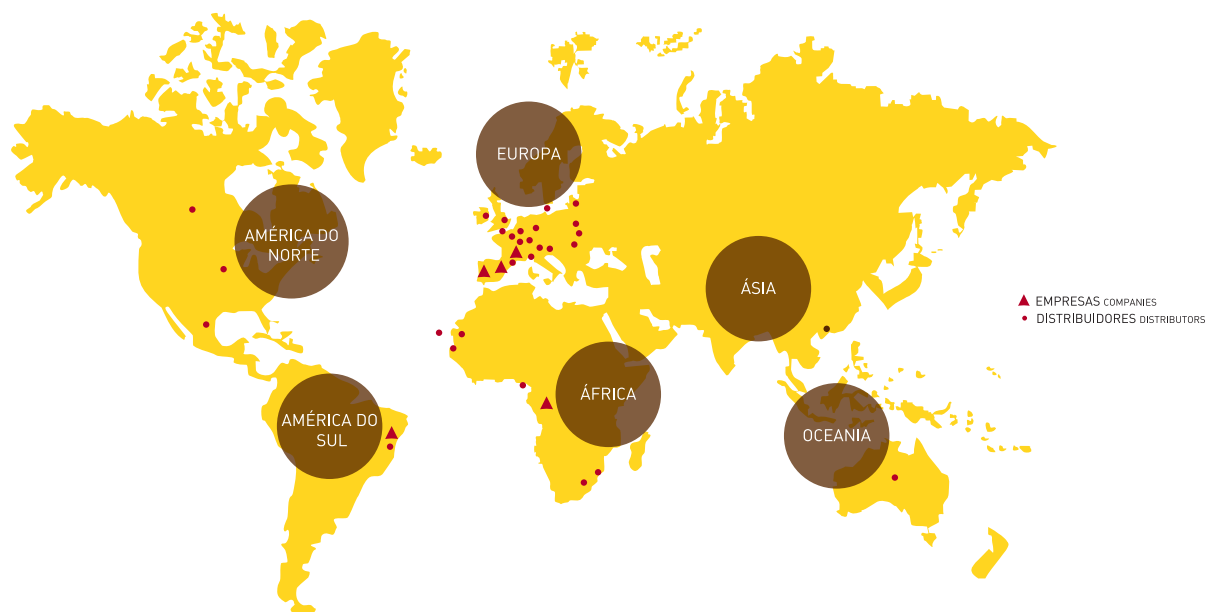 EUROPA
AMÉRICA DO
NORTE
ÁSIA
▲ EMPRESAS COMPANIES
• DISTRIBUIDORES DISTRIBUTORS
ÁFRICA
AMÉRICA DO
SUL
OCEANIA